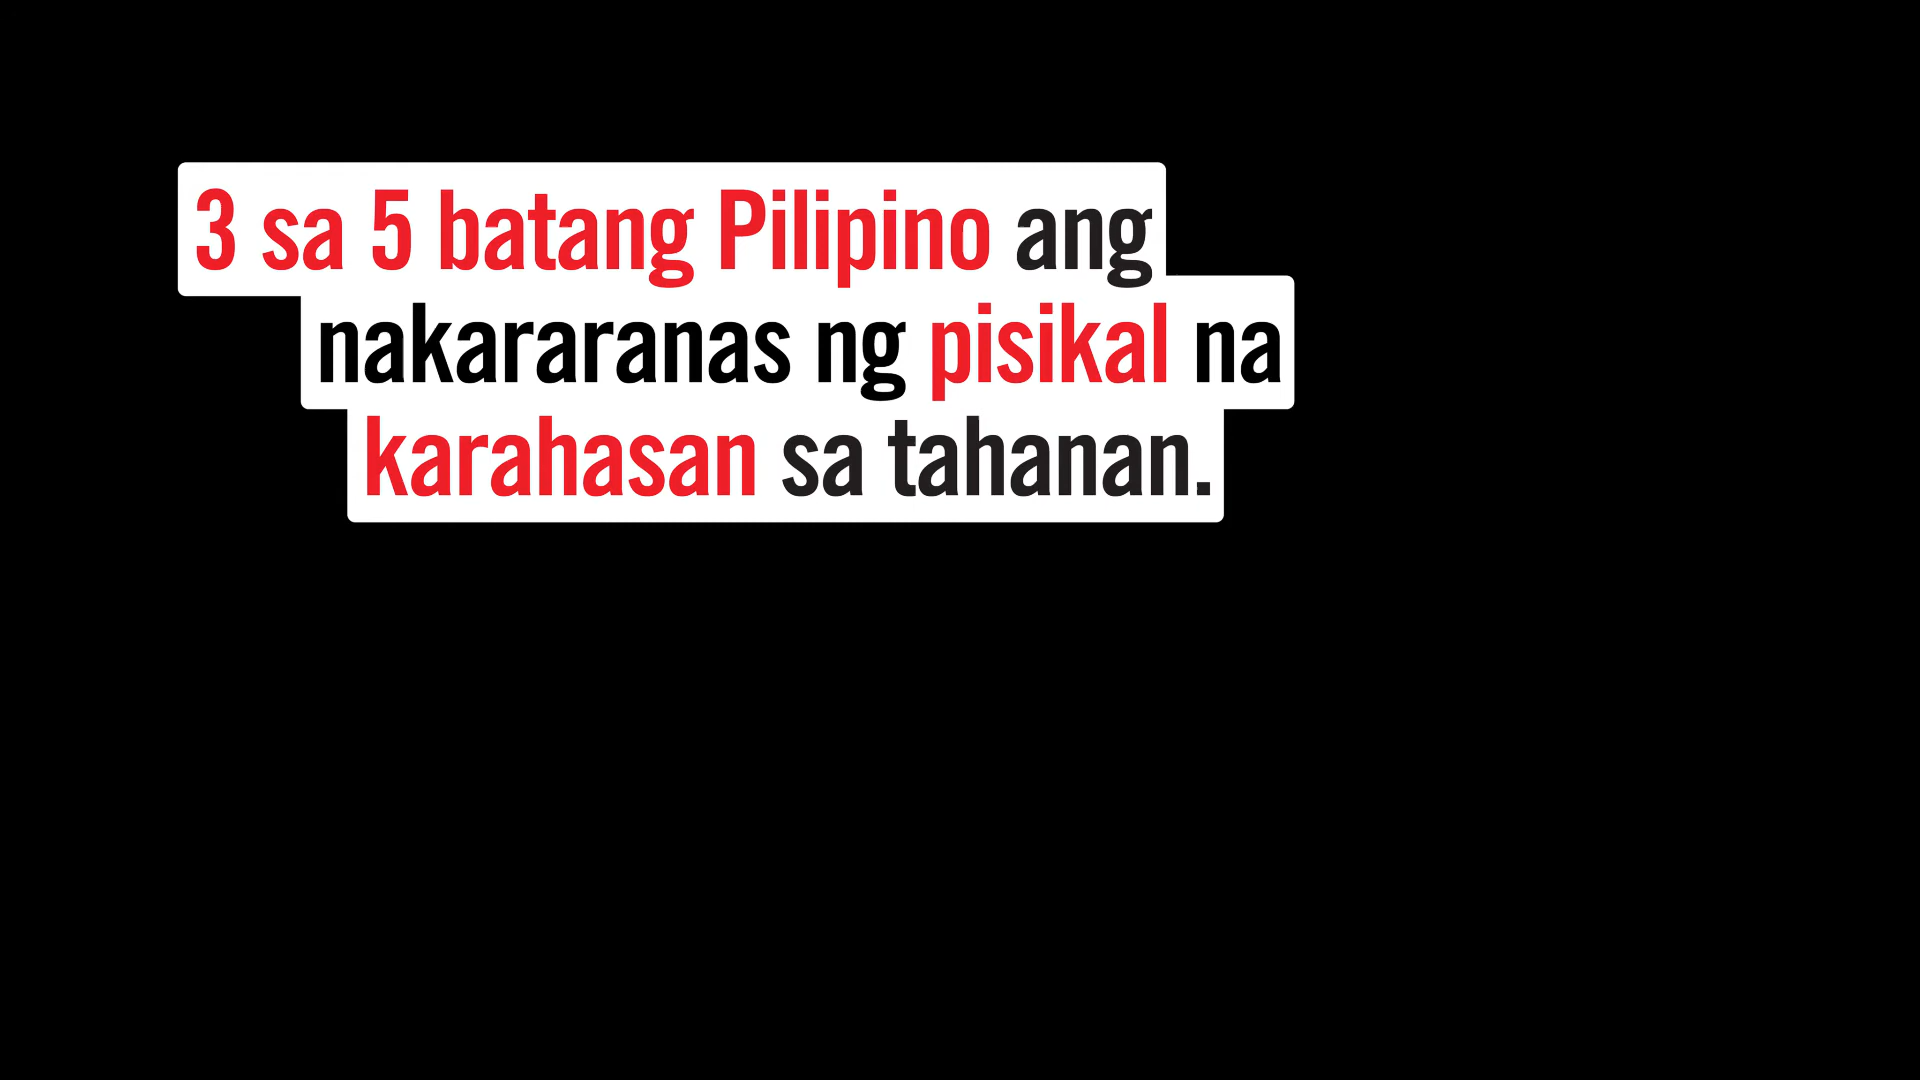 3 sa 5 batang Pilipino ang
nakararanas ng pisikal na
karahasan sa tahanan.